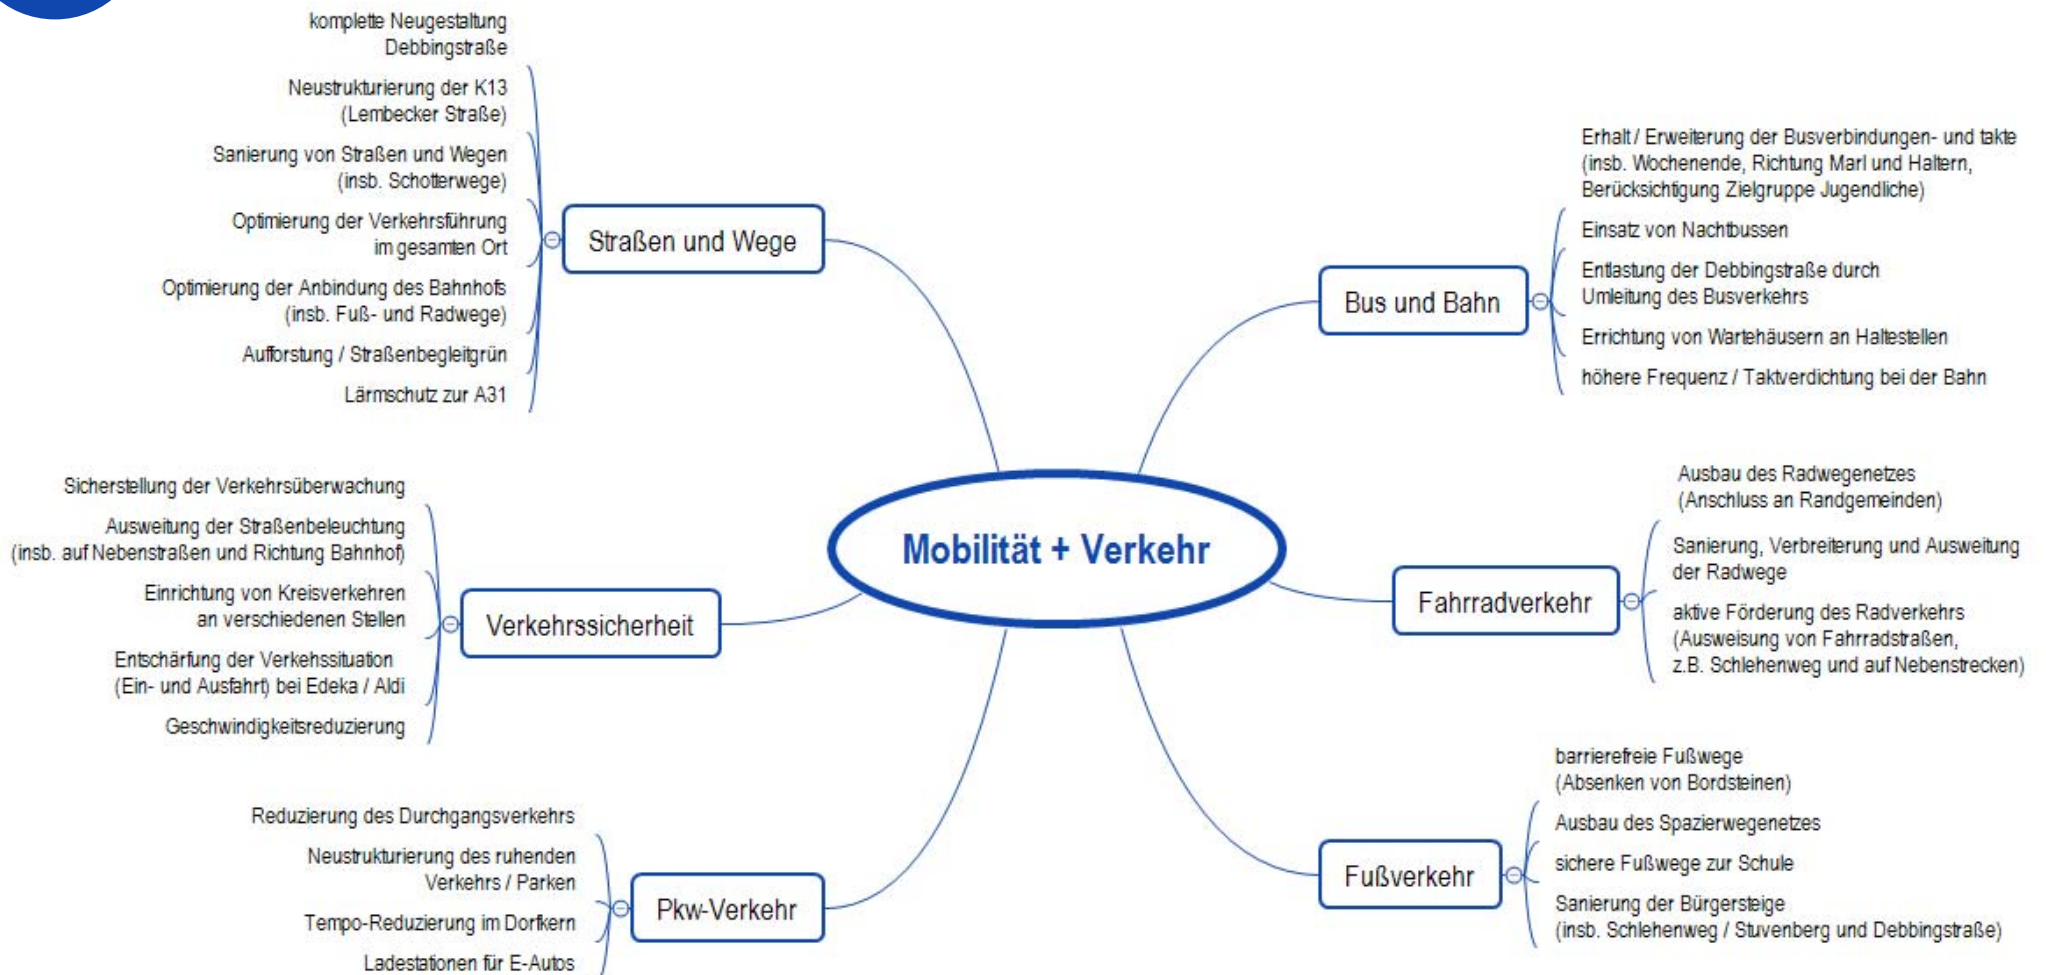 komplette Neugestaltung
Debbingstraße
Neustrukturierung der K13
(Lembecker Straße)
Sanierung von Straßen und Wegen
(insb. Schotterwege)
Optimierung der Verkehrsführung
im gesamten Ort
Optimierung der Anbindung des Bahnhofs
(insb. Fuß- und Radwege)
Aufforstung / Straßenbegleitgrün
Lärmschutz zur A31
Straßen und Wege
Sicherstellung der Verkehrsüberwachung
Ausweitung der Straßenbeleuchtung
(insb. auf Nebenstraßen und Richtung Bahnhof)
Einrichtung von Kreisverkehren
an verschiedenen Stellen
Entschärfung der Verkehssituation
(Ein- und Ausfahrt) bei Edeka / Aldi
Geschwindigkeitsreduzierung
Verkehrssicherheit
Reduzierung des Durchgangsverkehrs
Neustrukturierung des ruhenden
Verkehrs / Parken
Tempo-Reduzierung im Dorfkern
Ladestationen für E-Autos
Pkw-Verkehr
Mobilität + Verkehr
Bus und Bahn
Erhalt / Erweiterung der Busverbindungen- und takte
(insb. Wochenende, Richtung Marl und Haltern,
Berücksichtigung Zielgruppe Jugendliche)
Einsatz von Nachtbussen
Entlastung der Debbingstraße durch
Umleitung des Busverkehrs
Errichtung von Wartehäusern an Haltestellen
höhere Frequenz / Taktverdichtung bei der Bahn
Fahrradverkehr
Ausbau des Radwegenetzes
(Anschluss an Randgemeinden)
Sanierung, Verbreiterung und Ausweitung
der Radwege
aktive Förderung des Radverkehrs
(Ausweisung von Fahrradstraßen,
z.B. Schlehenweg und auf Nebenstrecken)
Fußverkehr
barrierefreie Fußwege
(Absenken von Bordsteinen)
Ausbau des Spazierwegenetzes
sichere Fußwege zur Schule
Sanierung der Bürgersteige
(insb. Schlehenweg / Stuvenberg und Debbingstraße)